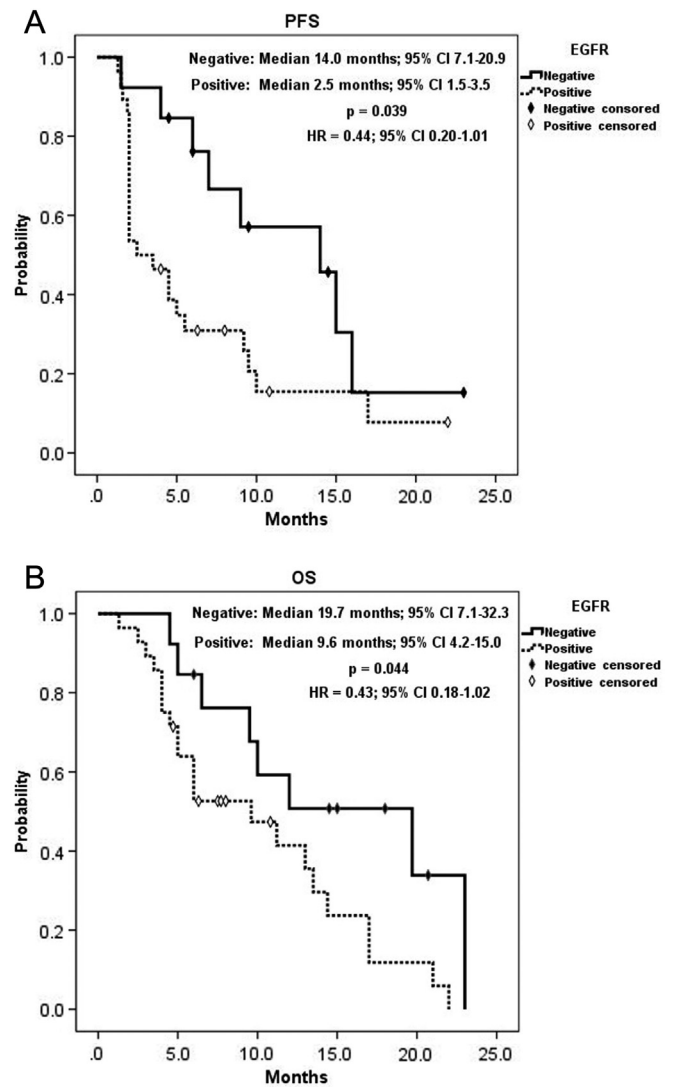 A
PFS
Negative: Median 14.0 months; 95% CI 7.1-20.9
Positive: Median 2.5 months; 95% CI 1.5-3.5
p = 0.039
HR = 0.44; 95% CI 0.20-1.01
EGFR
Negative
Positive
Negative consored
Positive censored
Probability
1.0
0.8
0.6
0.4
0.2
0.0
.0 5.0 10.0 15.0 20.0 25.0
Months
B
OS
Negative: Median 19.7 months; 95% CI 7.1-32.3
Positive: Median 9.6 months; 95% CI 4.2-15.0
p = 0.044
HR = 0.43; 95% CI 0.18-1.02
EGFR
Negative
Positive
Negative censored
Positive censored
Probability
1.0
0.8
0.6
0.4
0.2
0.0
.0 5.0 10.0 15.0 20.0 25.0
Months